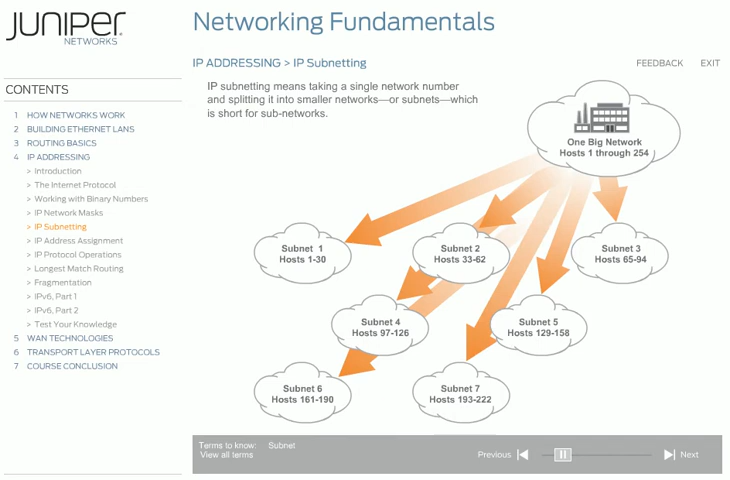 JUNIPER
NETWORKS
Networking Fundamentals
IP ADDRESSING > IP Subnetting
FEEDBACK
EXIT
CONTENTS
1 HOW NETWORKS WORK
2 BUILDING ETHERNET LANS
3 ROUTING BASICS
4 IP ADDRESSING
> Introduction
> The Internet Protocol
> Working with Binary Numbers
> IP Network Masks
> IP Subnetting
> IP Address Assignment
> IP Protocol Operations
> Longest Match Routing
> Fragmentation
> IPv6, Part 1
> IPv6, Part 2
> Test Your Knowledge
5 WAN TECHNOLOGIES
6 TRANSPORT LAYER PROTOCOLS
7 COURSE CONCLUSION
IP subnetting means taking a single network number
and splitting it into smaller networks—or subnets—which
is short for sub-networks.
One Big Network
Hosts 1 through 254
Subnet 1
Hosts 1-30
Subnet 2
Hosts 33-62
Subnet 3
Hosts 65-94
Subnet 4
Hosts 97-126
Subnet 5
Hosts 129-158
Subnet 6
Hosts 161-190
Subnet 7
Hosts 193-222
Terms to know: Subnet
View all terms
Previous
Next